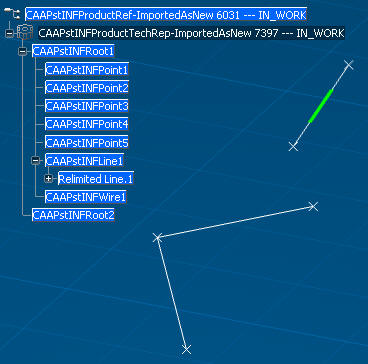 CAAPstINFProductRef-ImportedAsNew 6031 --- IN_WORK
CAAPstINFProductTechRep-ImportedAsNew 7397 --- IN_WORK
CAAPstINFRoot1
CAAPstINFPoint1
CAAPstINFPoint2
CAAPstINFPoint3
CAAPstINFPoint4
CAAPstINFPoint5
CAAPstINFLine1
Relimited Line.1
CAAPstINFWire1
CAAPstINFRoot2